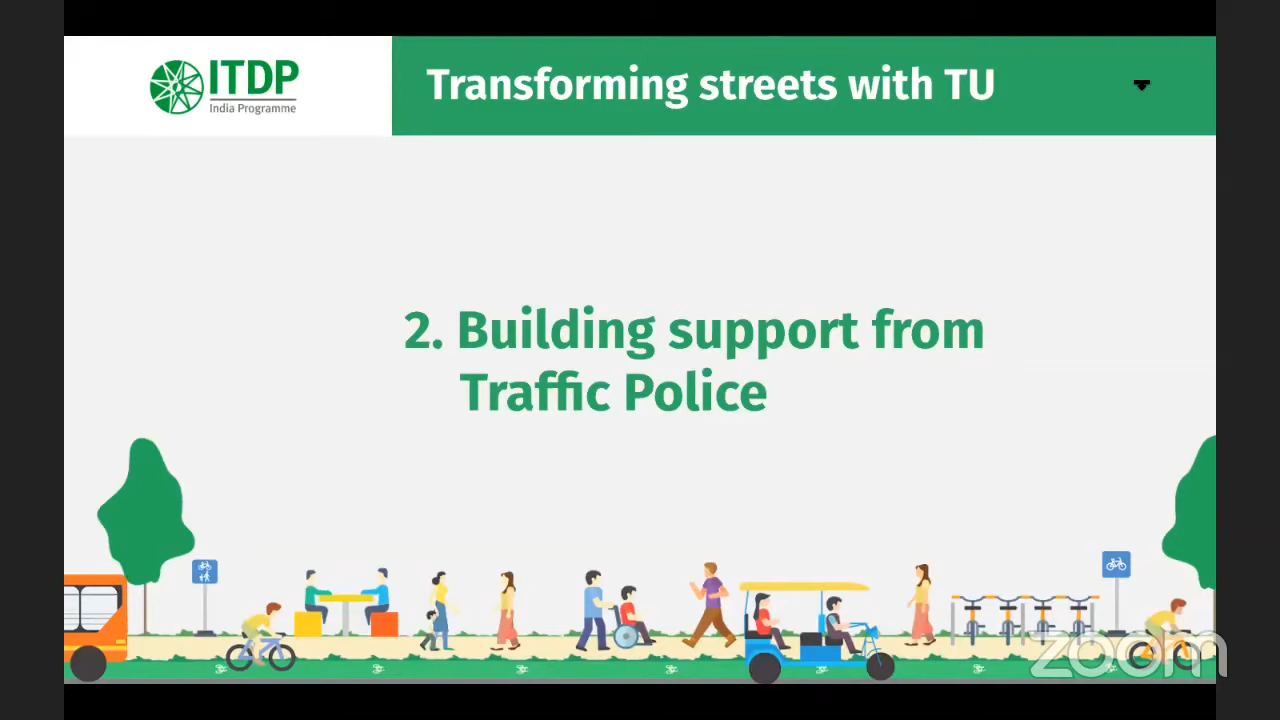 ITDP
India Programme
Transforming streets with TU
2. Building support from
Traffic Police
zoom